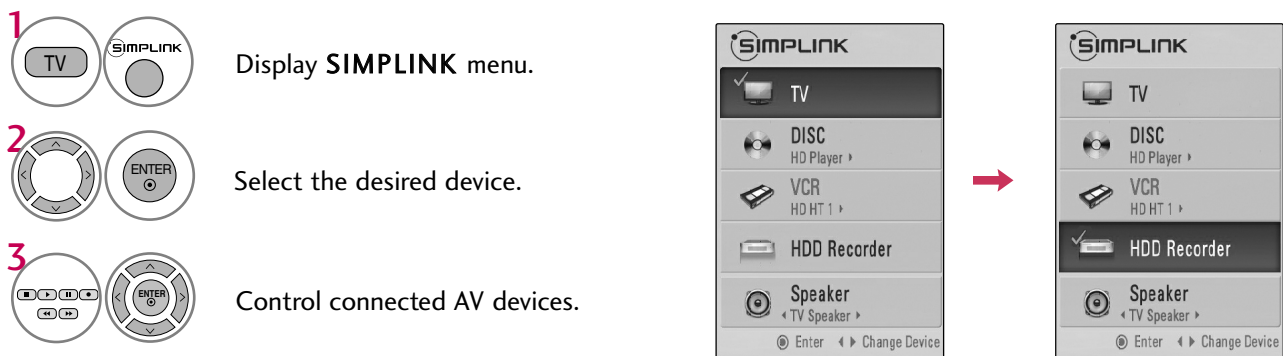 1
TV
SIMPLINK
Display SIMPLINK menu.
2
ENTER
Select the desired device.
3
ENTER
Control connected AV devices.
SIMPLINK
TV
DISC
HD Player
VCR
HD HT 1
HDD Recorder
Speaker
TV Speaker
Enter Change Device
SIMPLINK
TV
DISC
HD Player
VCR
HD HT 1
HDD Recorder
Speaker
TV Speaker
Enter Change Device